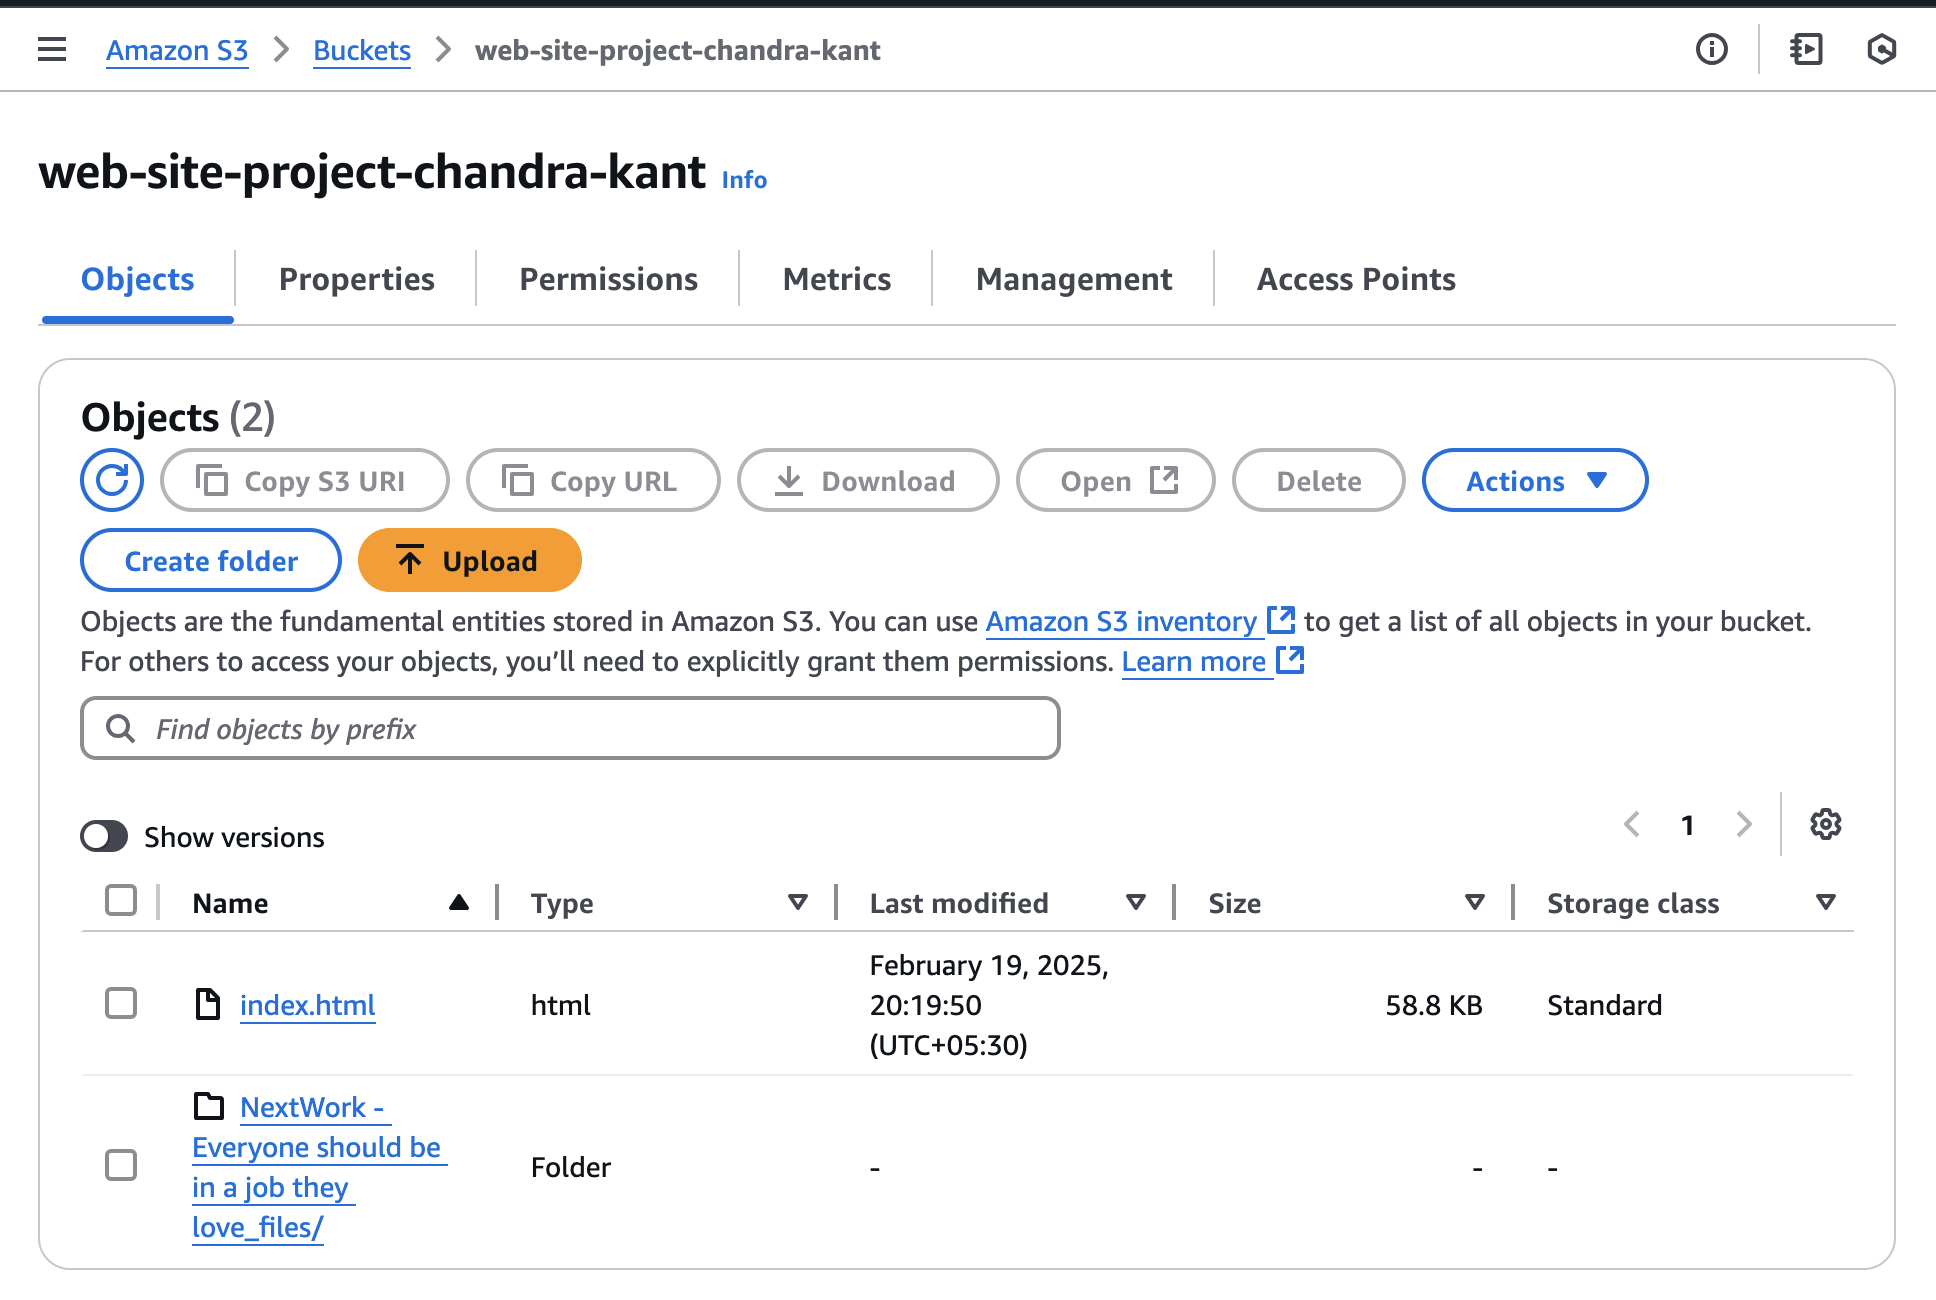 Amazon S3 > Buckets > web-site-project-chandra-kant
web-site-project-chandra-kant Info
Objects Properties Permissions Metrics Management Access Points
Objects (2)
Copy S3 URI Copy URL Download Open Delete Actions
Create folder Upload
Objects are the fundamental entities stored in Amazon S3. You can use Amazon S3 inventory to get a list of all objects in your bucket.
For others to access your objects, you’ll need to explicitly grant them permissions. Learn more
Find objects by prefix
1
Show versions
Name Type Last modified Size Storage class
index.html html February 19, 2025,
20:19:50
(UTC+05:30) 58.8 KB Standard
NextWork -
Everyone should be
in a job they
love_files/ Folder - - -